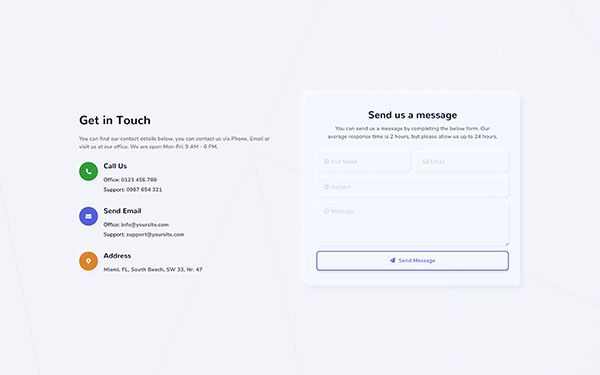 Get in Touch
You can find our contact details below, you can contact us via Phone, Email or
visit us at our office. We are open Mon-Fri: 9 AM - 6 PM.
Call Us
Office: 0123 456 789
Support: 0987 654 321
Send Email
Office: info@yoursite.com
Support: support@yoursite.com
Address
Miami, FL, South Beach, SW 33, Nr. 47
Send us a message
You can send us a message by completing the below form. Our
average response time is 2 hours, but please allow us up to 24 hours.
Full Name
Email
Subject
Message
Send Message